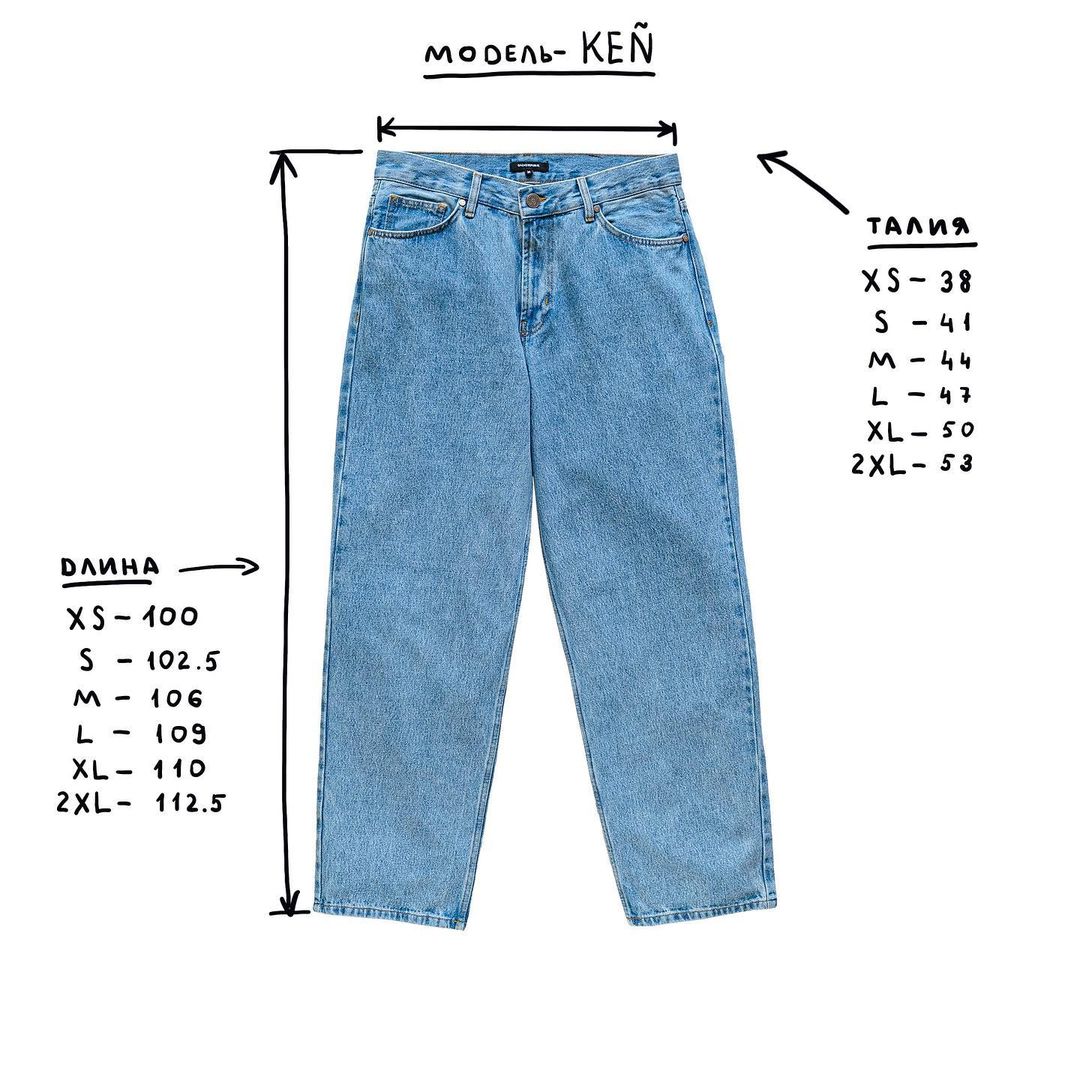 МОДЕЛЬ- KEÑ
ТАЛИЯ
XS - 38
S - 41
M - 44
L - 47
XL - 50
2XL - 53
ДЛИНА
XS - 100
S - 102.5
M - 106
L - 109
XL - 110
2XL - 112.5